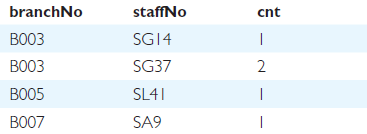 branchNo staffNo cnt
B003 SG14 1
B003 SG37 2
B005 SL41 1
B007 SA9 1